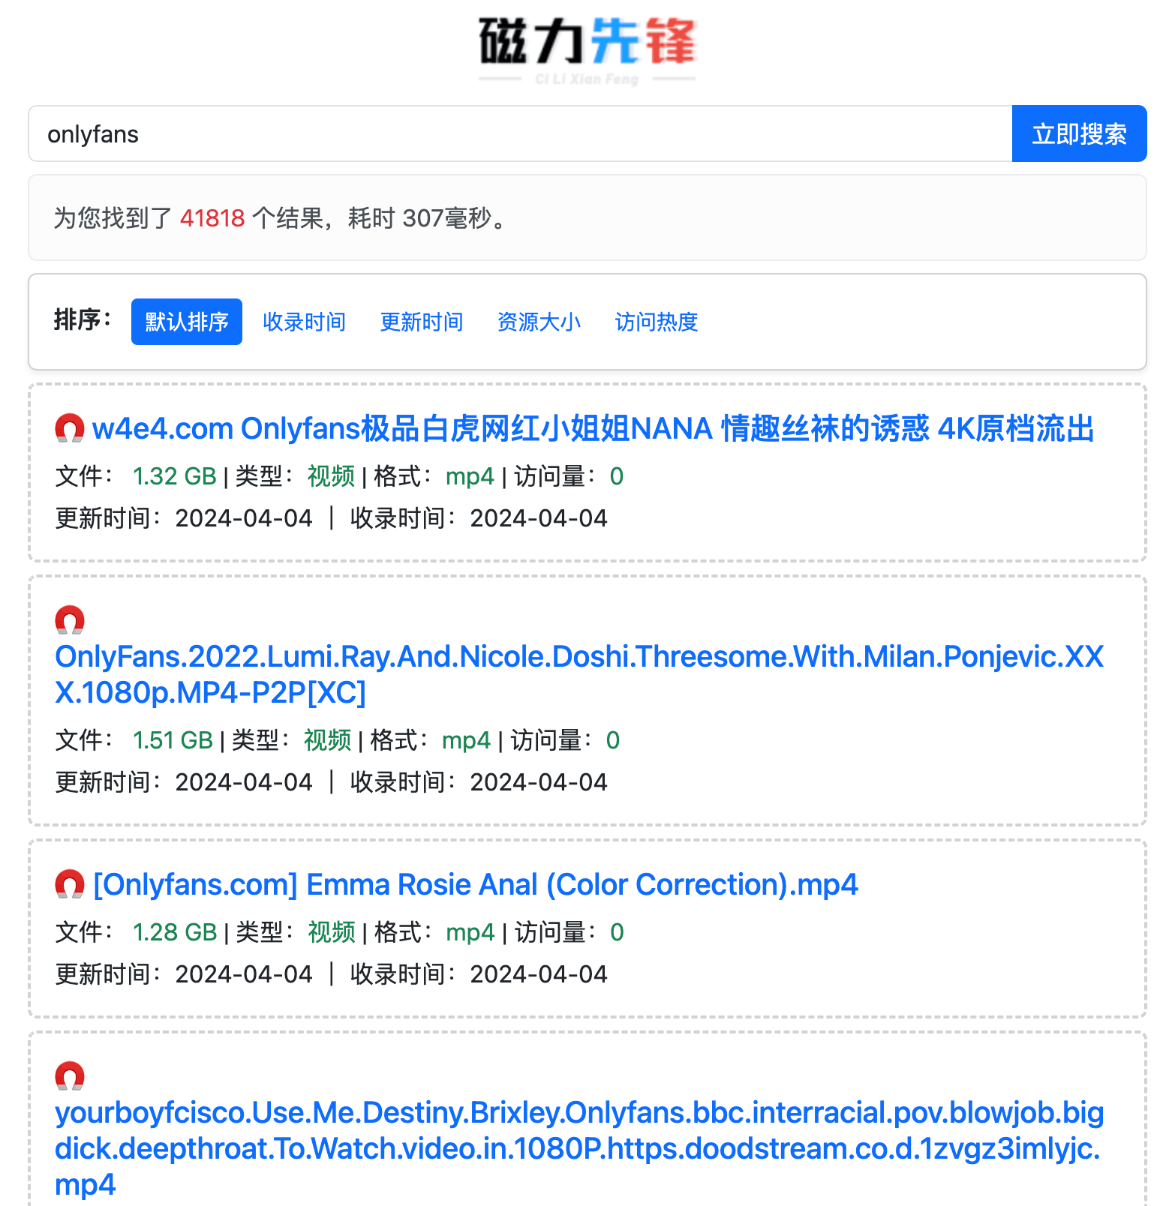 磁力先锋
Ci Li Xian Feng
onlyfans
立即搜索
为您找到了 41818 个结果，耗时 307毫秒。
排序： 默认排序 收录时间 更新时间 资源大小 访问热度
w4e4.com Onlyfans极品白虎网红小姐姐NANA 情趣丝袜的诱惑 4K原档流出
文件： 1.32 GB | 类型： 视频 | 格式： mp4 | 访问量： 0
更新时间：2024-04-04 ｜ 收录时间：2024-04-04
OnlyFans.2022.Lumi.Ray.And.Nicole.Doshi.Threesome.With.Milan.Ponjevic.XX
X.1080p.MP4-P2P[XC]
文件： 1.51 GB | 类型： 视频 | 格式： mp4 | 访问量： 0
更新时间：2024-04-04 ｜ 收录时间：2024-04-04
[Onlyfans.com] Emma Rosie Anal (Color Correction).mp4
文件： 1.28 GB | 类型： 视频 | 格式： mp4 | 访问量： 0
更新时间：2024-04-04 ｜ 收录时间：2024-04-04
yourboyfcisco.Use.Me.Destiny.Brixley.Onlyfans.bbc.interracial.pov.blowjob.big
dick.deepthroat.To.Watch.video.in.1080P.https.doodstream.co.d.1zvgz3imlyjc.
mp4